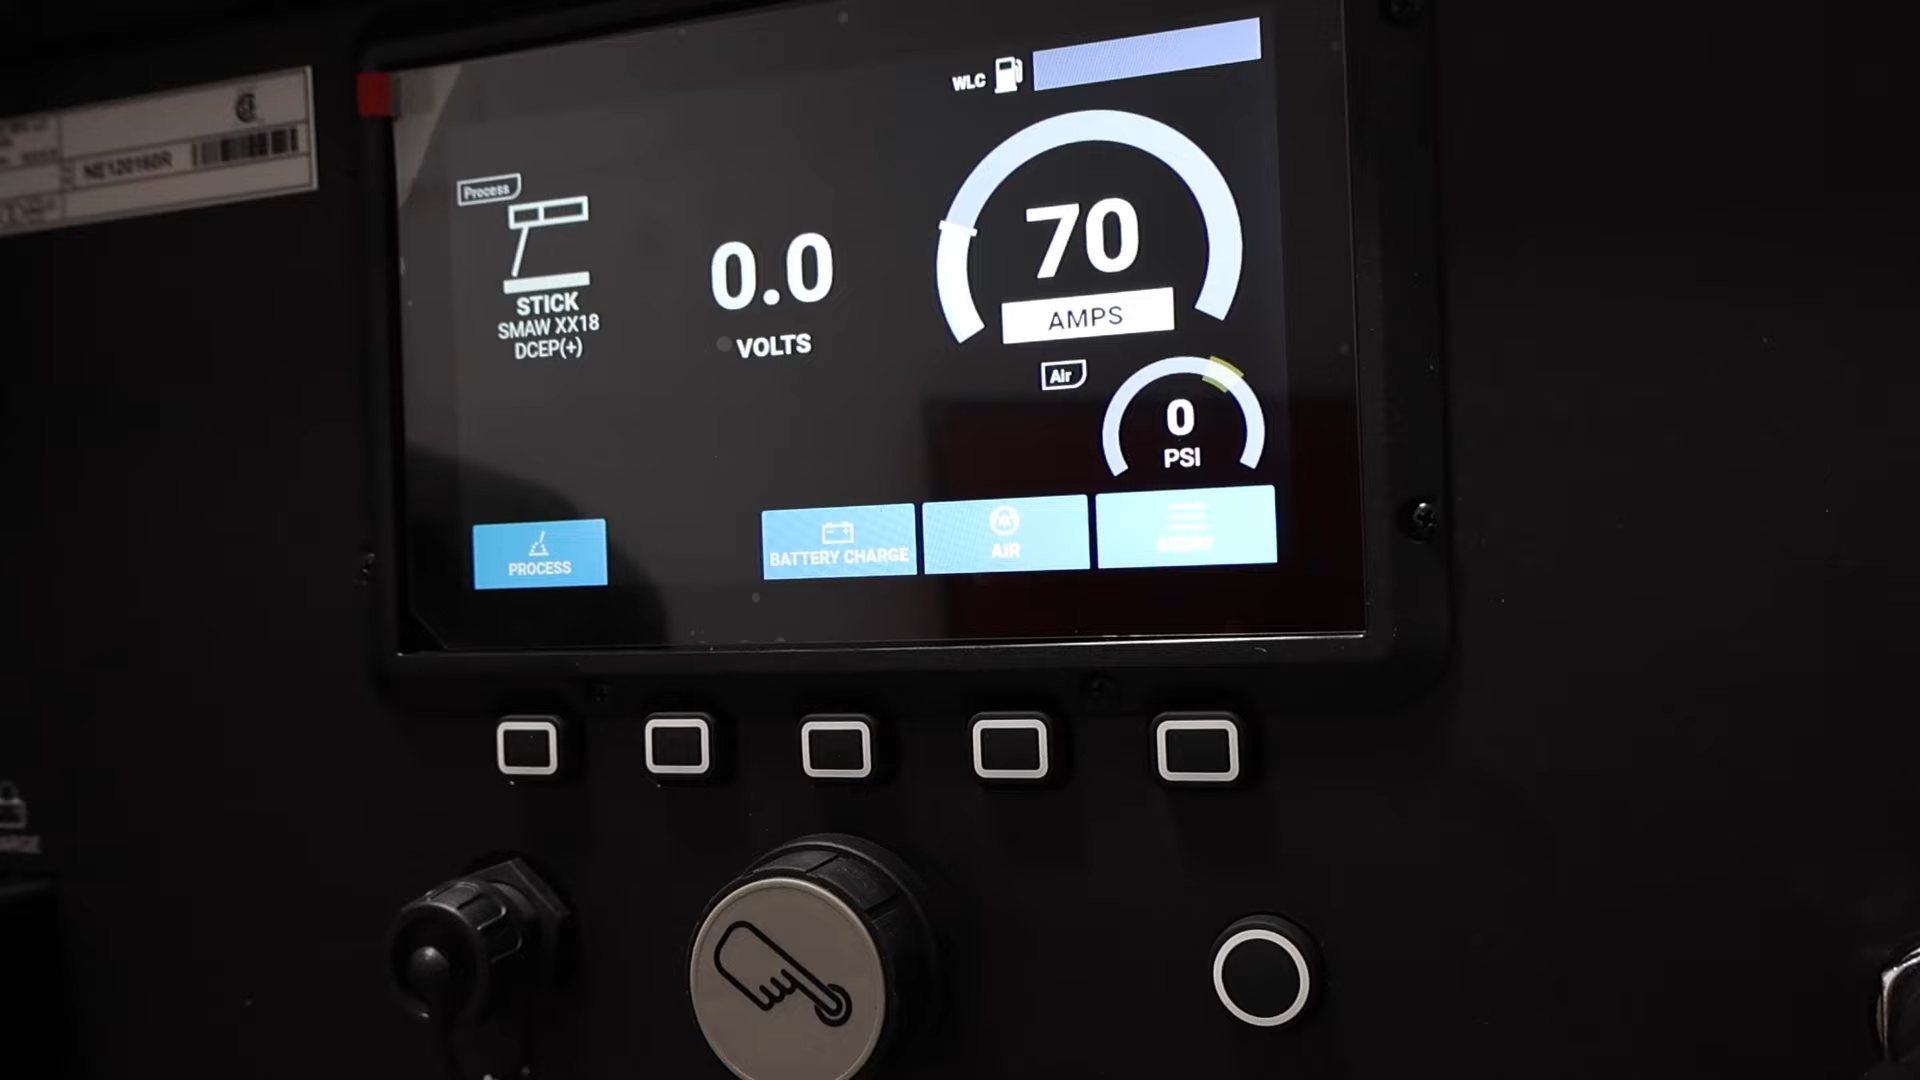 WLC
NE120160R
Process
STICK
SMAW XX18
DCEP(+)
0.0
VOLTS
70
AMPS
Air
0
PSI
PROCESS
BATTERY CHARGE
AIR
MENU